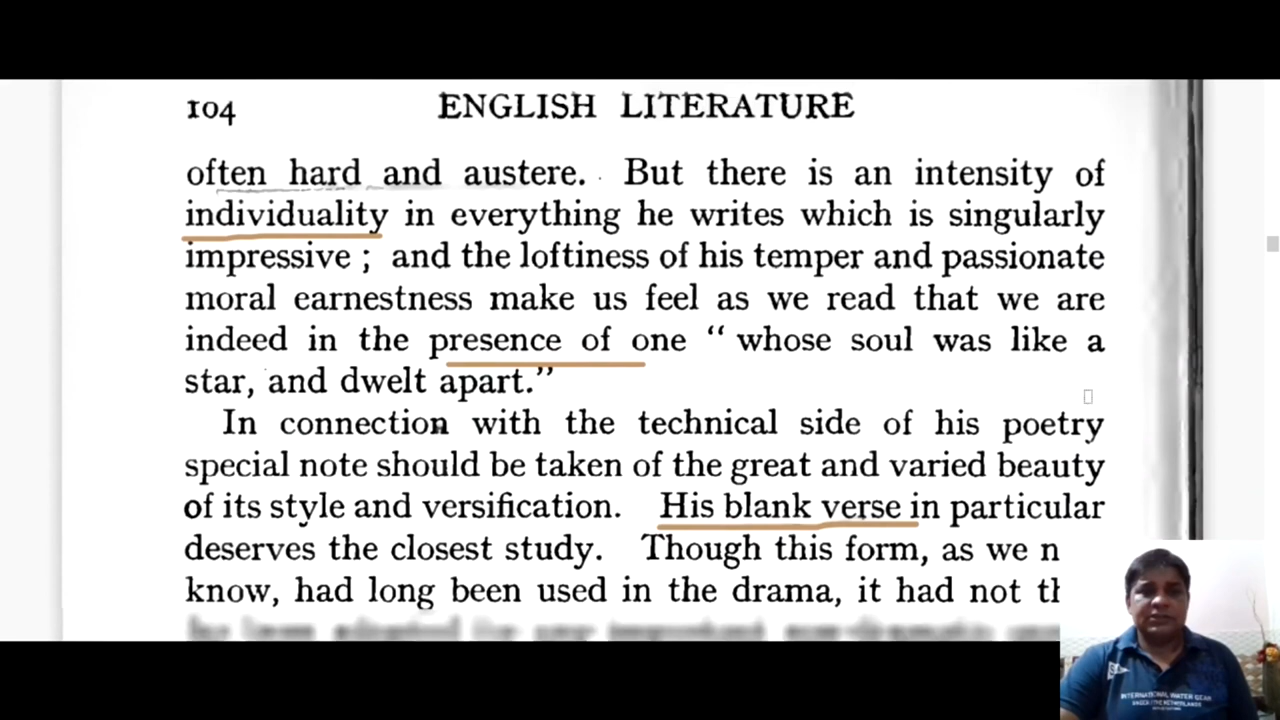 104 ENGLISH LITERATURE
often hard and austere. But there is an intensity of
individuality in everything he writes which is singularly
impressive ; and the loftiness of his temper and passionate
moral earnestness make us feel as we read that we are
indeed in the presence of one “ whose soul was like a
star, and dwelt apart.”
In connection with the technical side of his poetry
special note should be taken of the great and varied beauty
of its style and versification. His blank verse in particular
deserves the closest study. Though this form, as we n
know, had long been used in the drama, it had not th
INTERNATIONAL WATER GEAR